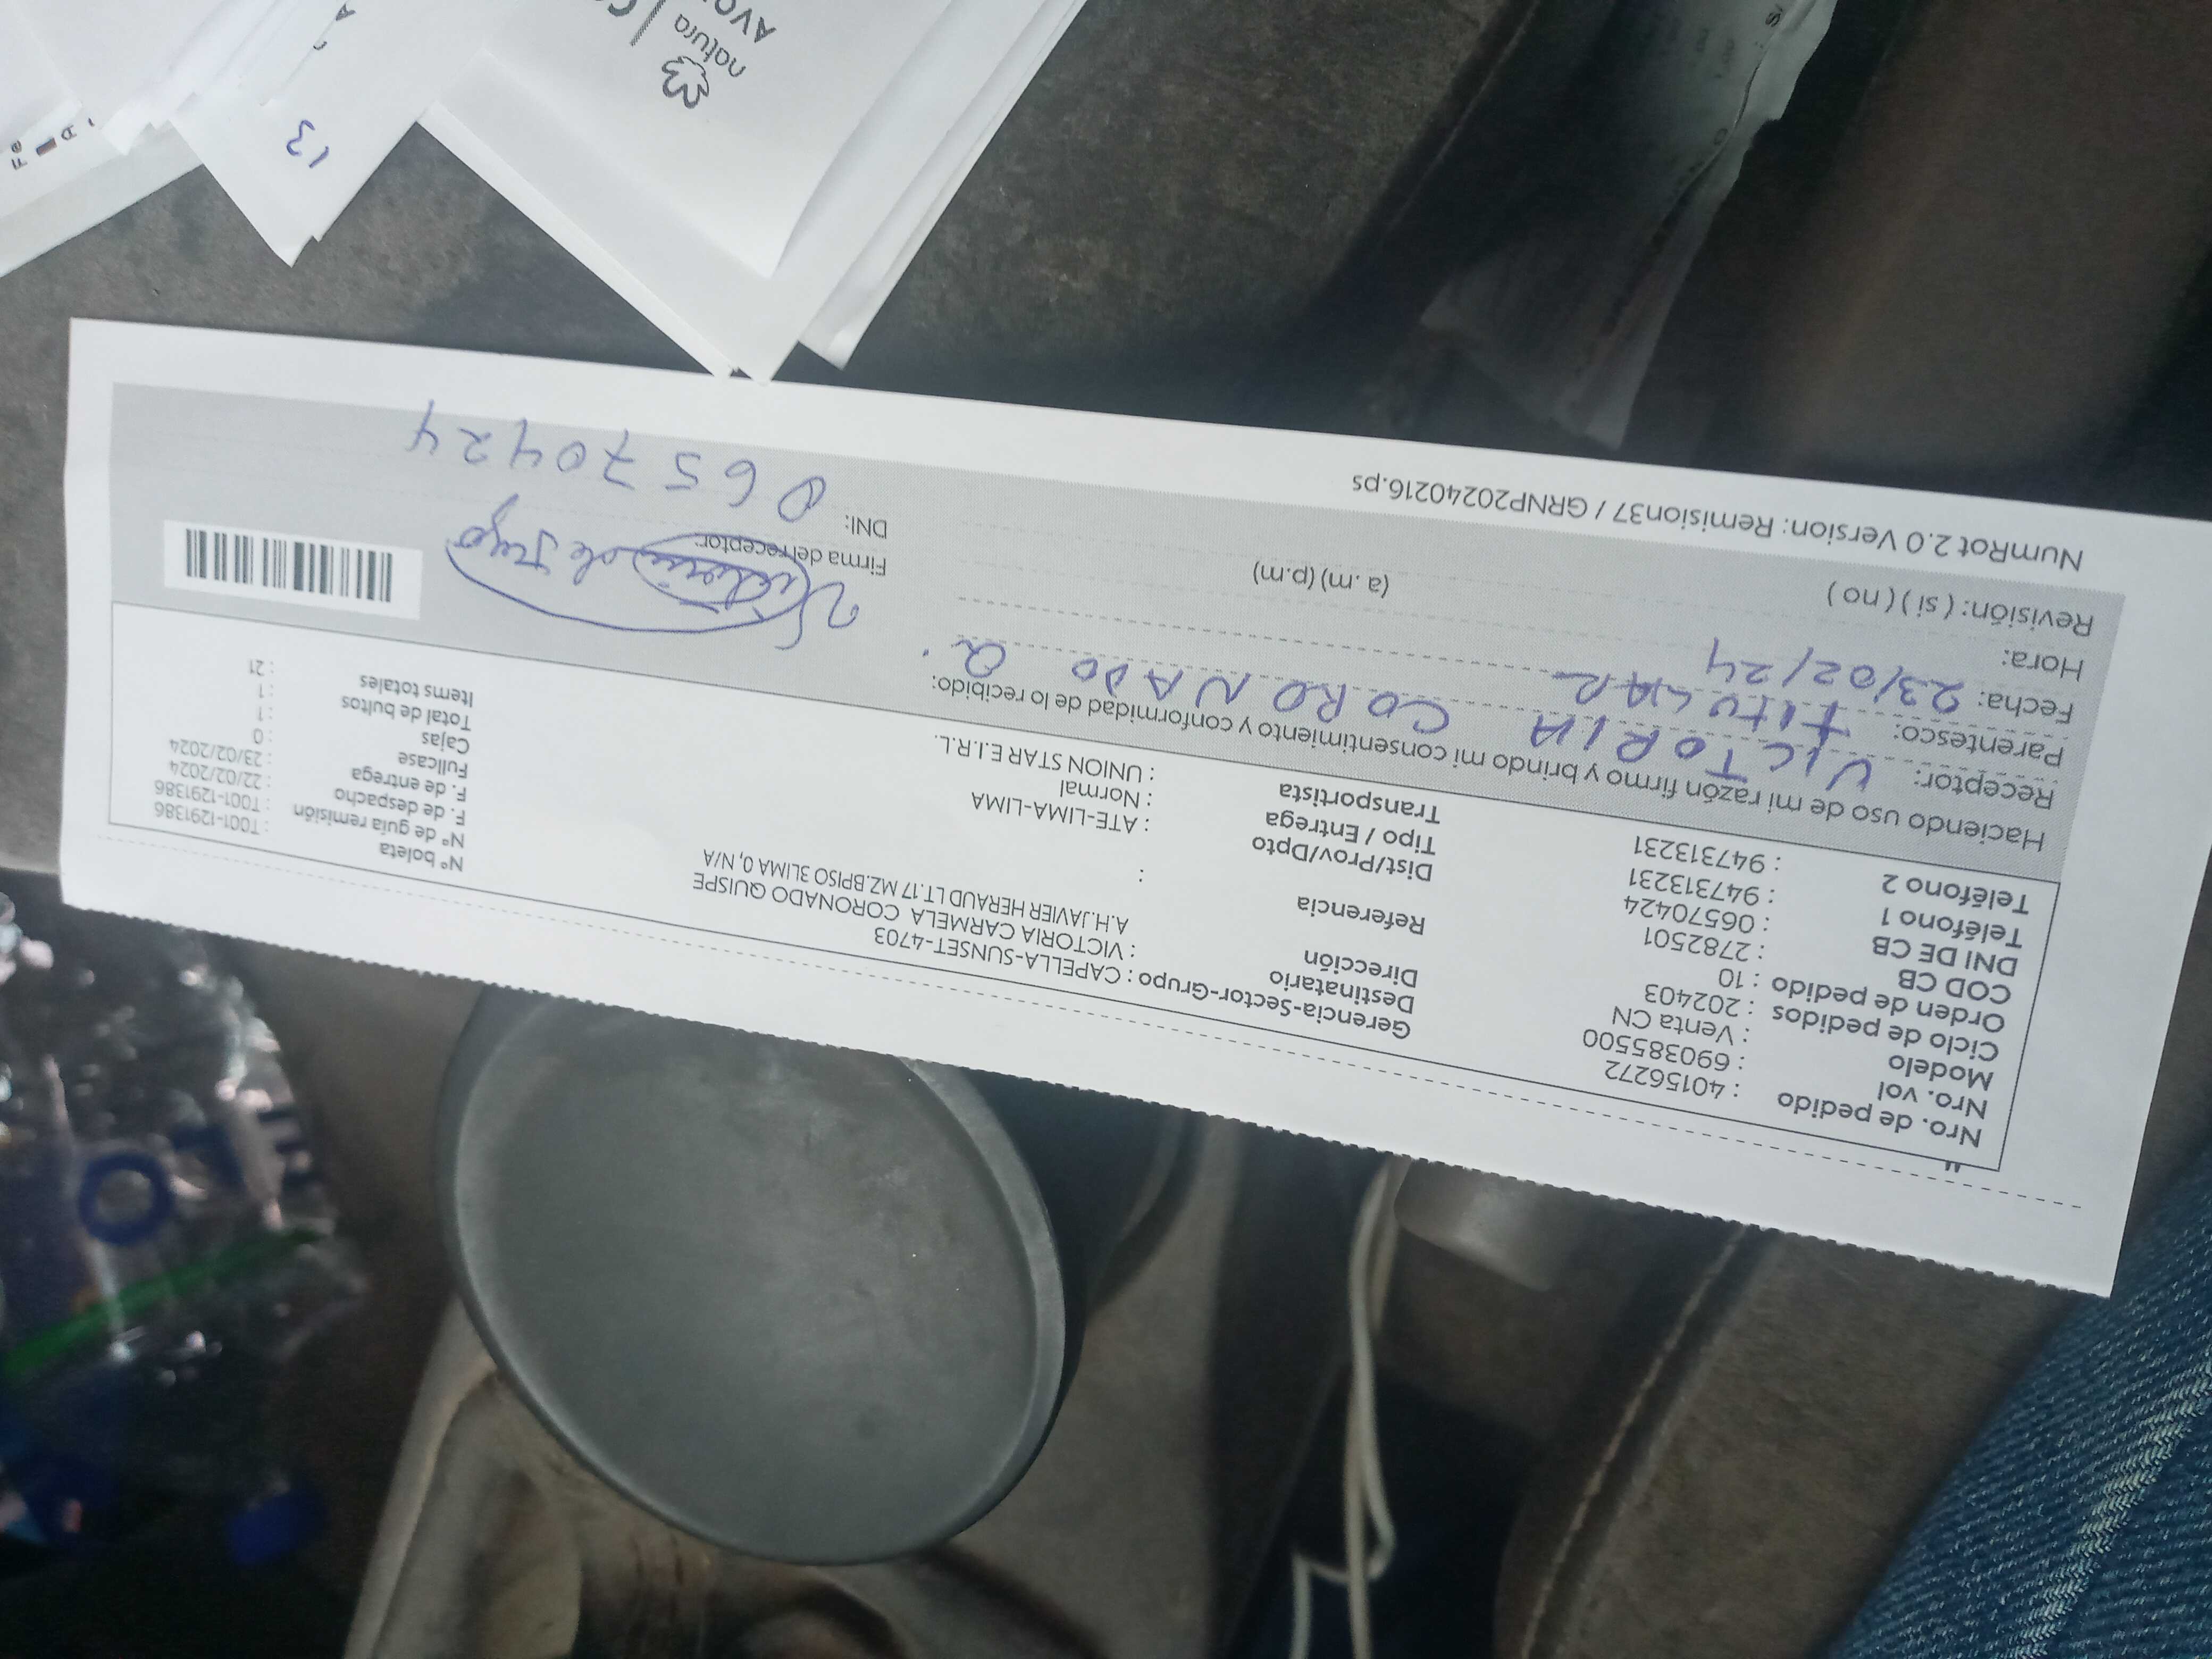 Nro. de pedido : 40156272
Nro. vol : 690385500
Modelo : Venta CN
Ciclo de pedidos : 202403
Orden de pedido : 10
COD CB : 2782501
DNI DE CB : 06570424
Teléfono 1 : 947313231
Teléfono 2 : 947313231
Gerencia-Sector-Grupo : CAPELLA-SUNSET-4703
Destinatario : VICTORIA CARMELA CORONADO QUISPE
Dirección A.H.JAVIER HERAUD LT.17 MZ.BPISO 3LIMA 0, N/A
Referencia :
Dist/Prov/Dpto : ATE-LIMA-LIMA
Tipo / Entrega : Normal
Transportista : UNION STAR E.I.R.L.
Nº boleta : T001-1291386
Nº de guía remisión : T001-1291386
F. de despacho : 22/02/2024
F. de entrega : 23/02/2024
Fullcase : 0
Cajas : 1
Total de bultos : 1
Items totales : 21
Haciendo uso de mi razón firmo y brindo mi consentimiento y conformidad de lo recibido:
Receptor: VICTORIA CORONADO Q.
Parentesco: TITULAR
Fecha: 23/02/24
Hora: (a.m) (p.m)
Revisión: ( si ) ( no )
Firma del receptor: Victoria de
DNI: 06570424
NumRot 2.0 Version: Remision37 / GRNP20240216.ps
natura
13